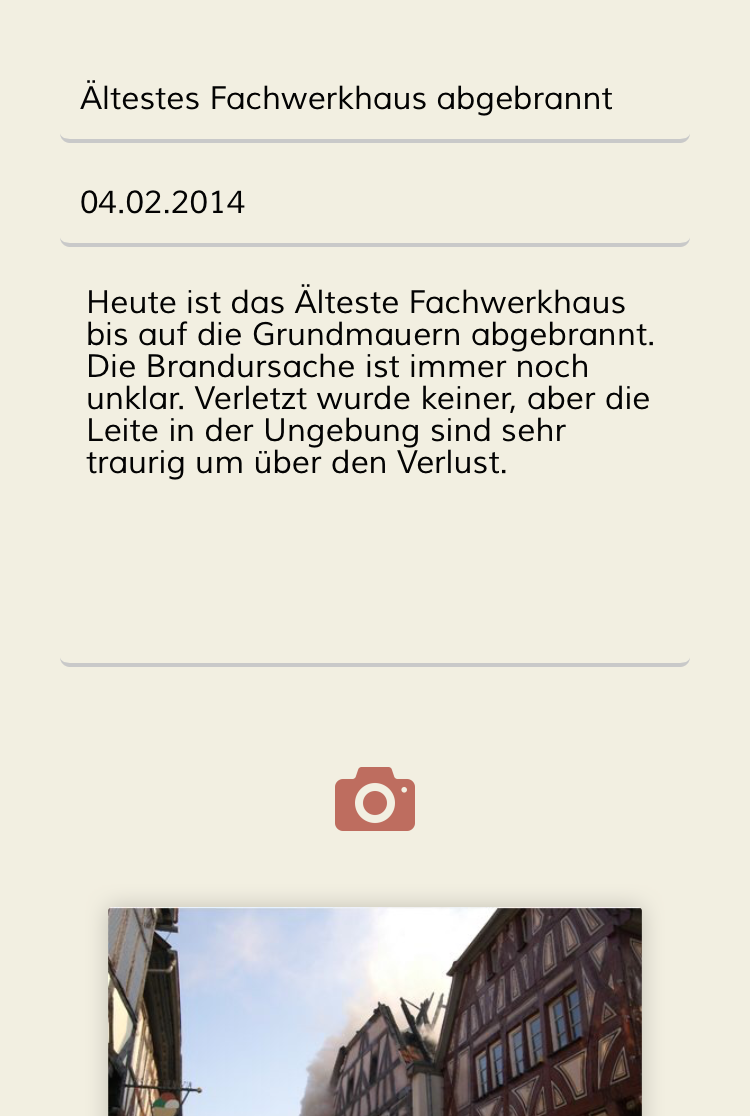 Ältestes Fachwerkhaus abgebrannt
04.02.2014
Heute ist das Älteste Fachwerkhaus
bis auf die Grundmauern abgebrannt.
Die Brandursache ist immer noch
unklar. Verletzt wurde keiner, aber die
Leite in der Ungebung sind sehr
traurig um über den Verlust.